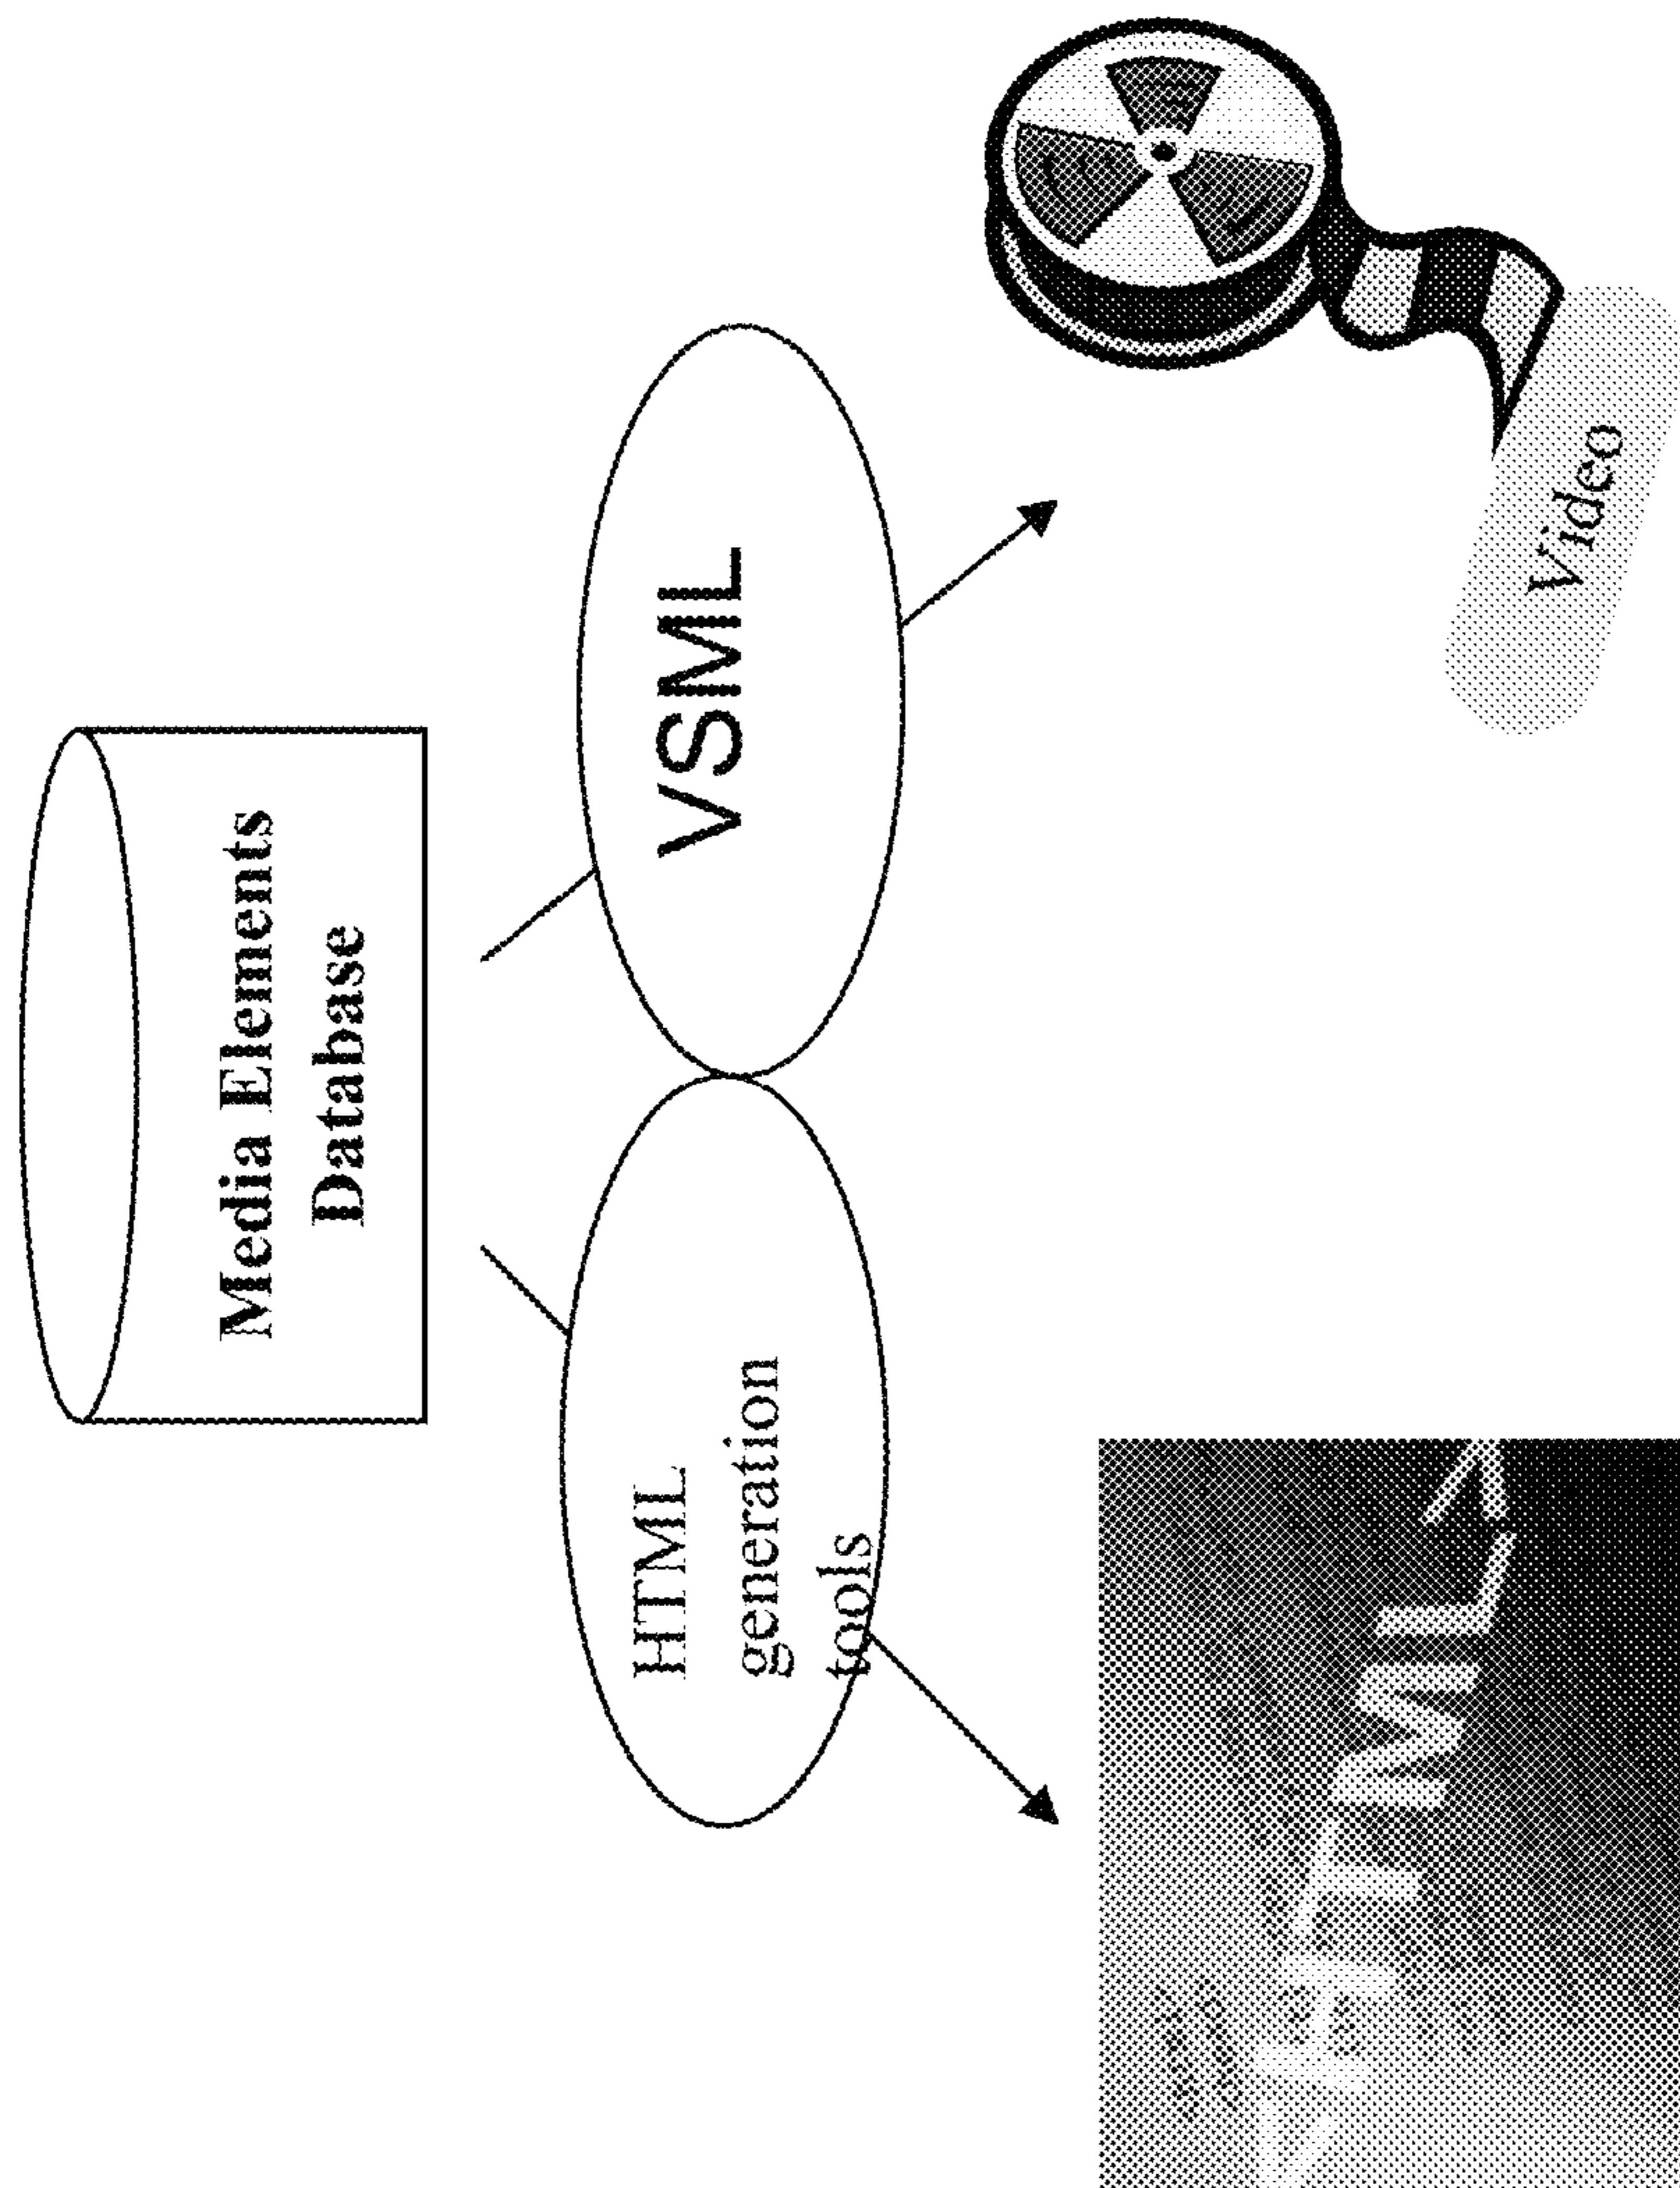 Media Elements
Database
HTML
generation
tools
VSML
<HTML>
Video